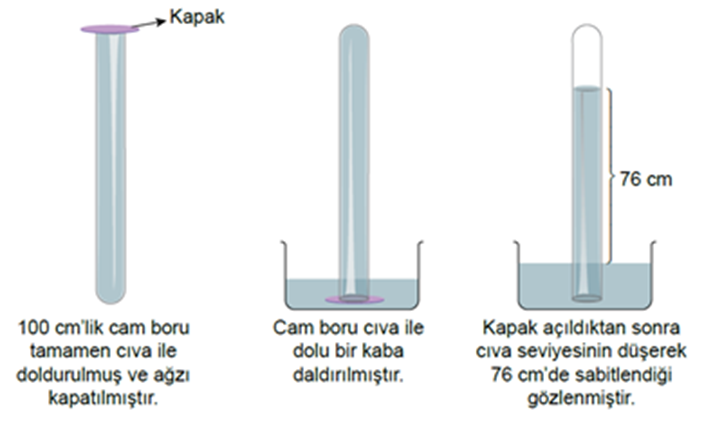 Kapak
76 cm
100 cm'lik cam boru
tamamen cıva ile
doldurulmuş ve ağzı
kapatılmıştır.
Cam boru cıva ile
dolu bir kaba
daldırılmıştır.
Kapak açıldıktan sonra
cıva seviyesinin düşerek
76 cm'de sabitlendiği
gözlenmiştir.